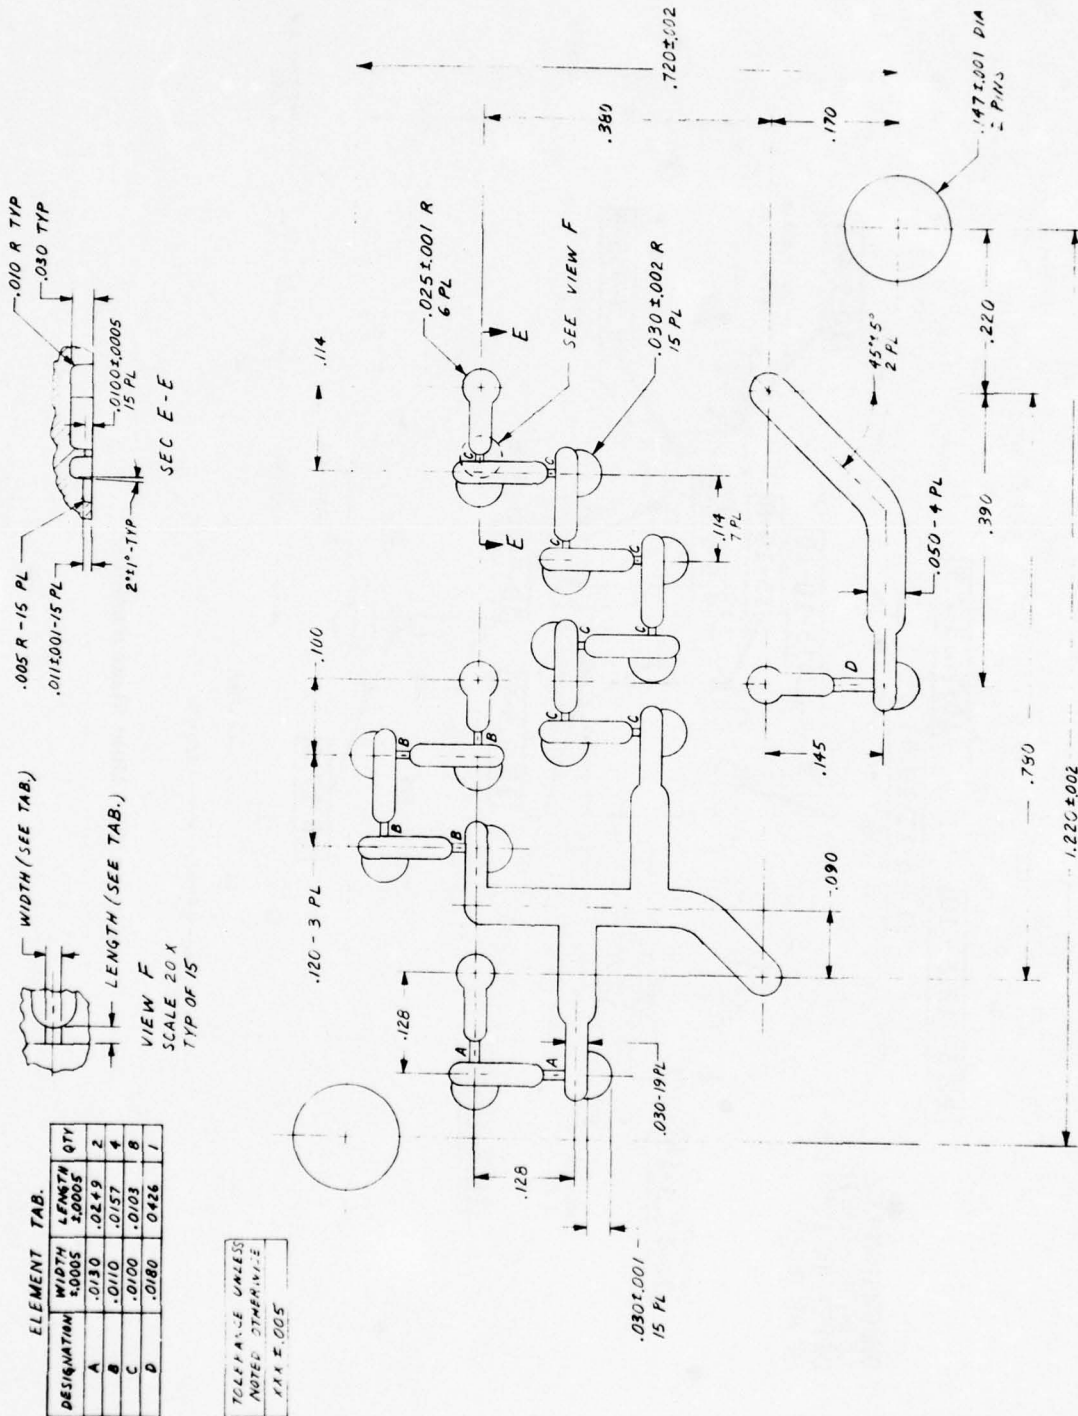 ELEMENT TAB.
DESIGNATION WIDTH ±.0005 LENGTH ±.0005 QTY
A .0130 .0249 2
B .0110 .0157 4
C .0100 .0103 8
D .0180 .0426 1
TOLERANCE UNLESS
NOTED OTHERWISE
.XXX ±.005
WIDTH (SEE TAB.)
LENGTH (SEE TAB.)
VIEW F
SCALE 20 X
TYP OF 15
.005 R - 15 PL
.011±.001 - 15 PL
2°±1° - TYP
.010 R TYP
.030 TYP
.0100±.0005
15 PL
SEC E-E
.120 - 3 PL
.100
.114
.025±.001 R
6 PL
E
E
SEE VIEW F
.030±.002 R
15 PL
.114
7 PL
.720±.002
.380
.170
.147±.001 DIA
2 PINS
.128
.128
A
A
B
B
B
B
C
C
C
C
C
C
C
C
D
.030 - 19 PL
.030±.001
15 PL
.145
.090
.050 - 4 PL
45°±5°
2 PL
.220
.390
.790
1.220±.002